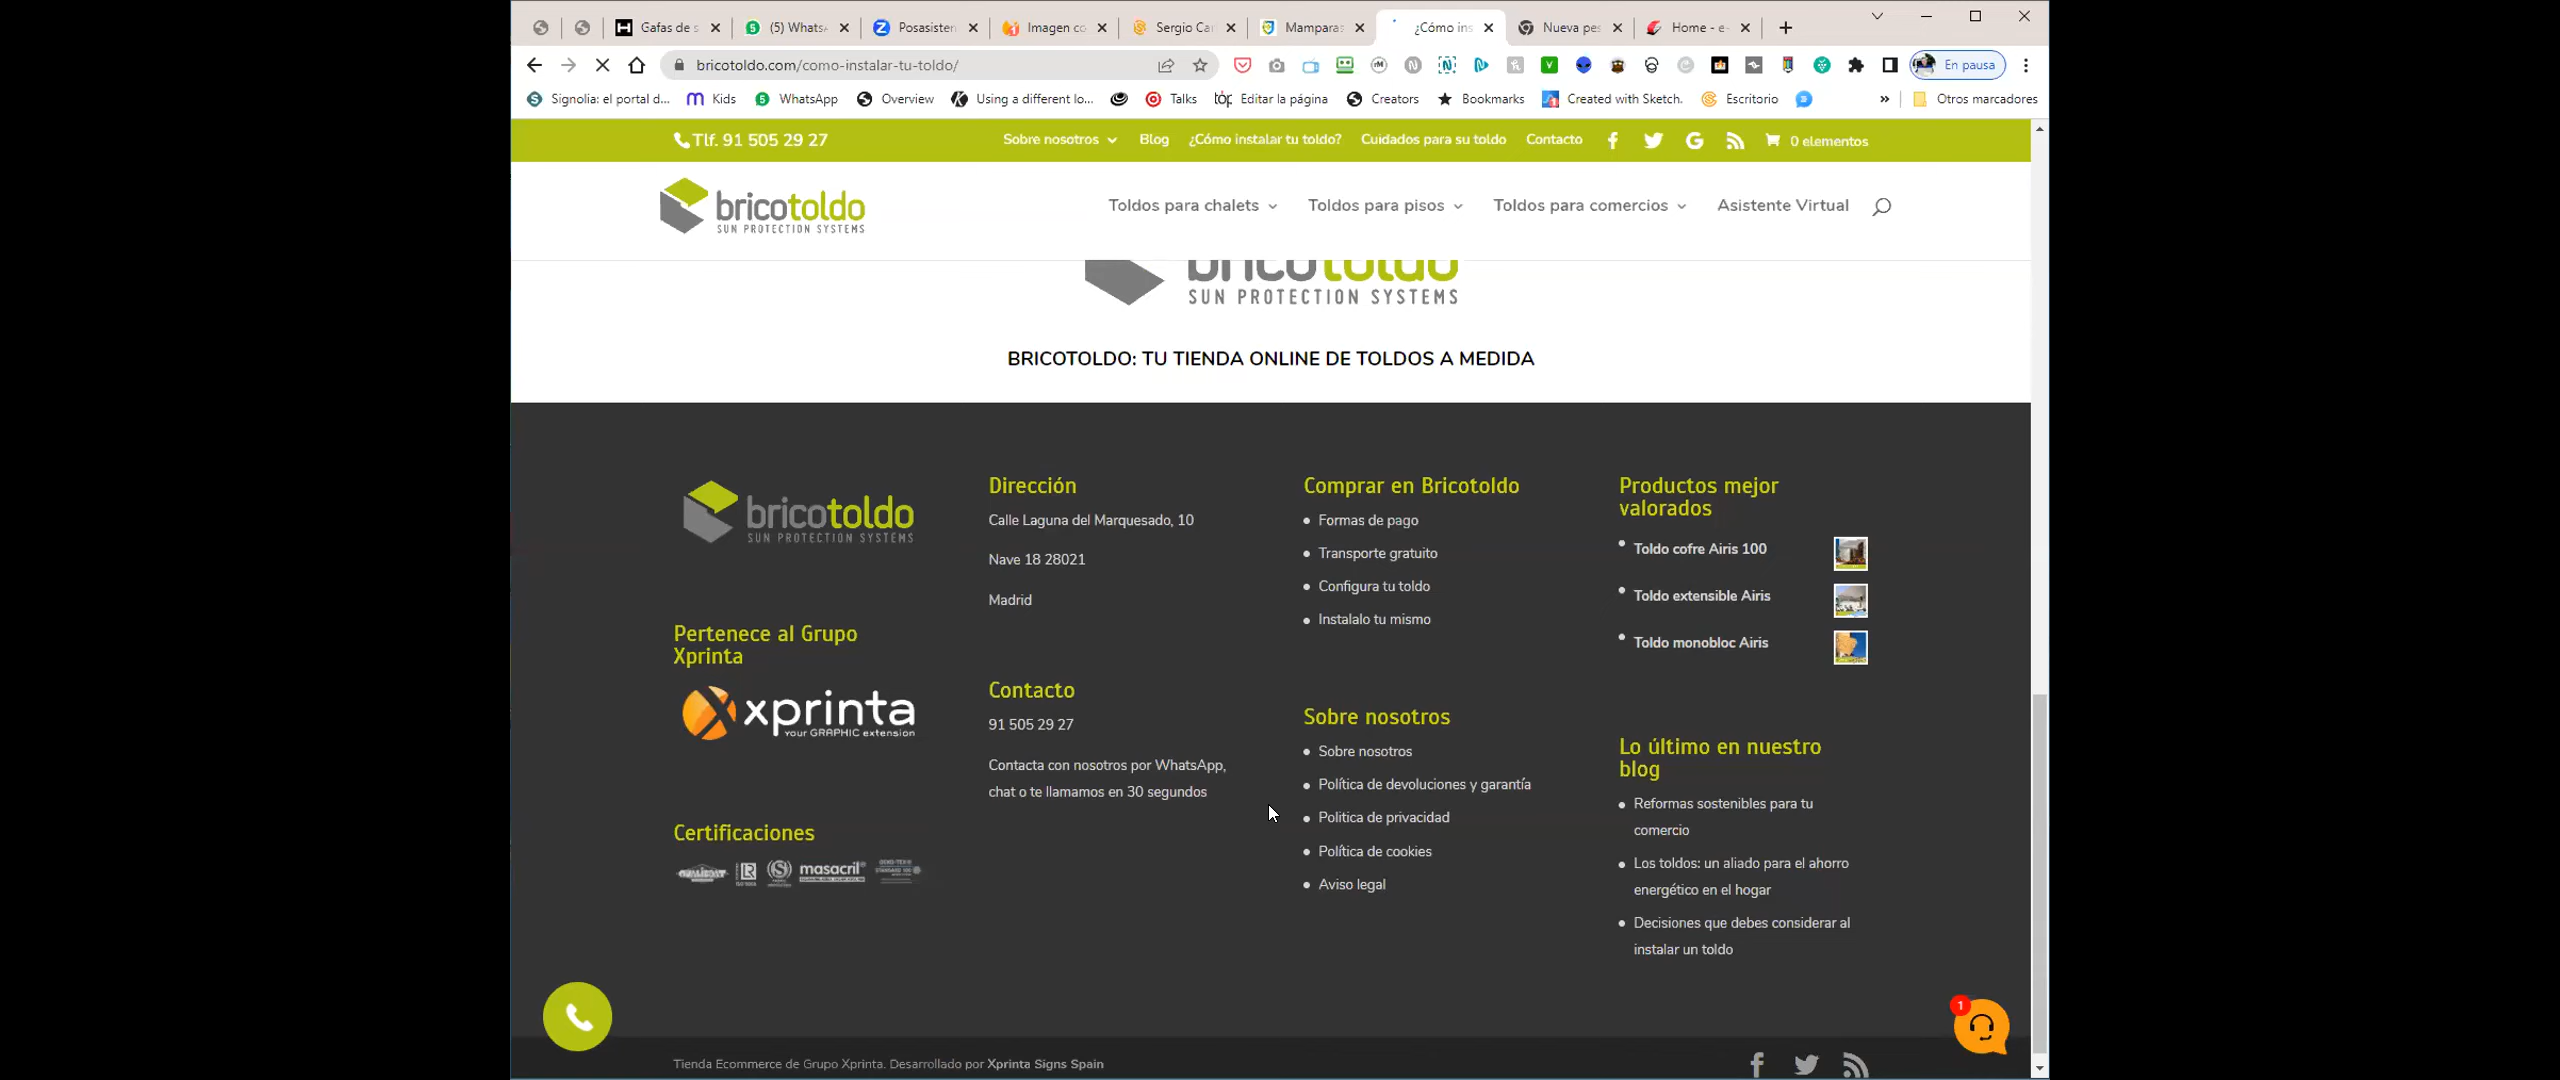 Gafas de s
(5) Whats
Posasisten
Imagen co
Sergio Car
Mamparas
¿Cómo ins
Nueva pes
Home - e-
bricotoldo.com/como-instalar-tu-toldo/
En pausa
Signolia: el portal d...
Kids
WhatsApp
Overview
Using a different lo...
Talks
Editar la página
Creators
Bookmarks
Created with Sketch.
Escritorio
»
Otros marcadores
Tlf. 91 505 29 27
Sobre nosotros
Blog
¿Cómo instalar tu toldo?
Cuidados para su toldo
Contacto
0 elementos
bricotoldo
SUN PROTECTION SYSTEMS
Toldos para chalets
Toldos para pisos
Toldos para comercios
Asistente Virtual
bricotoldo
SUN PROTECTION SYSTEMS
BRICOTOLDO: TU TIENDA ONLINE DE TOLDOS A MEDIDA
bricotoldo
SUN PROTECTION SYSTEMS
Pertenece al Grupo
Xprinta
xprinta
your GRAPHIC extension
Certificaciones
masacril
Dirección
Calle Laguna del Marquesado, 10
Nave 18 28021
Madrid
Contacto
91 505 29 27
Contacta con nosotros por WhatsApp,
chat o te llamamos en 30 segundos
Comprar en Bricotoldo
Formas de pago
Transporte gratuito
Configura tu toldo
Instalalo tu mismo
Sobre nosotros
Sobre nosotros
Política de devoluciones y garantía
Politica de privacidad
Política de cookies
Aviso legal
Productos mejor
valorados
Toldo cofre Airis 100
Toldo extensible Airis
Toldo monobloc Airis
Lo último en nuestro
blog
Reformas sostenibles para tu
comercio
Los toldos: un aliado para el ahorro
energético en el hogar
Decisiones que debes considerar al
instalar un toldo
1
Tienda Ecommerce de Grupo Xprinta. Desarrollado por Xprinta Signs Spain